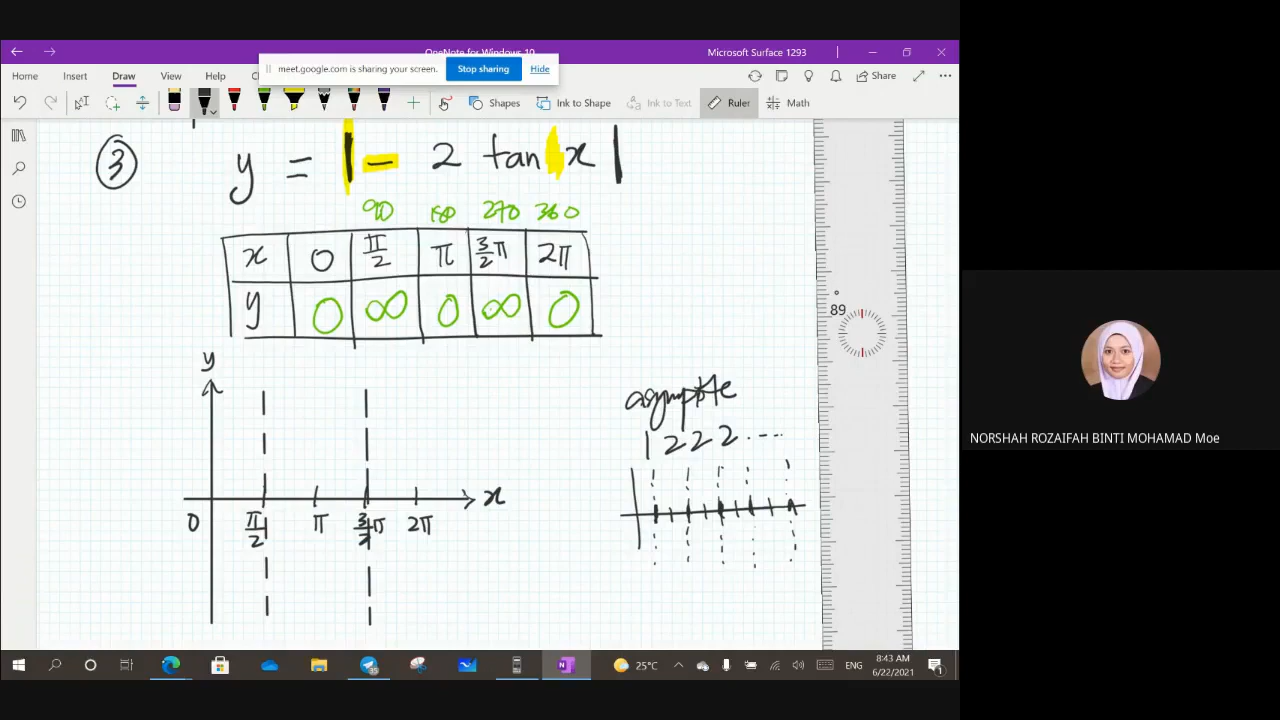 OneNote for Windows 10
Microsoft Surface 1293
meet.google.com is sharing your screen. Stop sharing Hide
Home Insert Draw View Help Share
Shapes Ink to Shape Ink to Text Ruler Math
③ y = |- 2 tan x|
90 180 270 360
x 0 π/2 π 3/2π 2π
y 0 ∞ 0 ∞ 0
89°
y
asymptote
1 2 2 2 ...
x
0 π/2 π 3/2π 2π
NORSHAH ROZAIFAH BINTI MOHAMAD Moe
25°C ENG 8:43 AM
6/22/2021 1